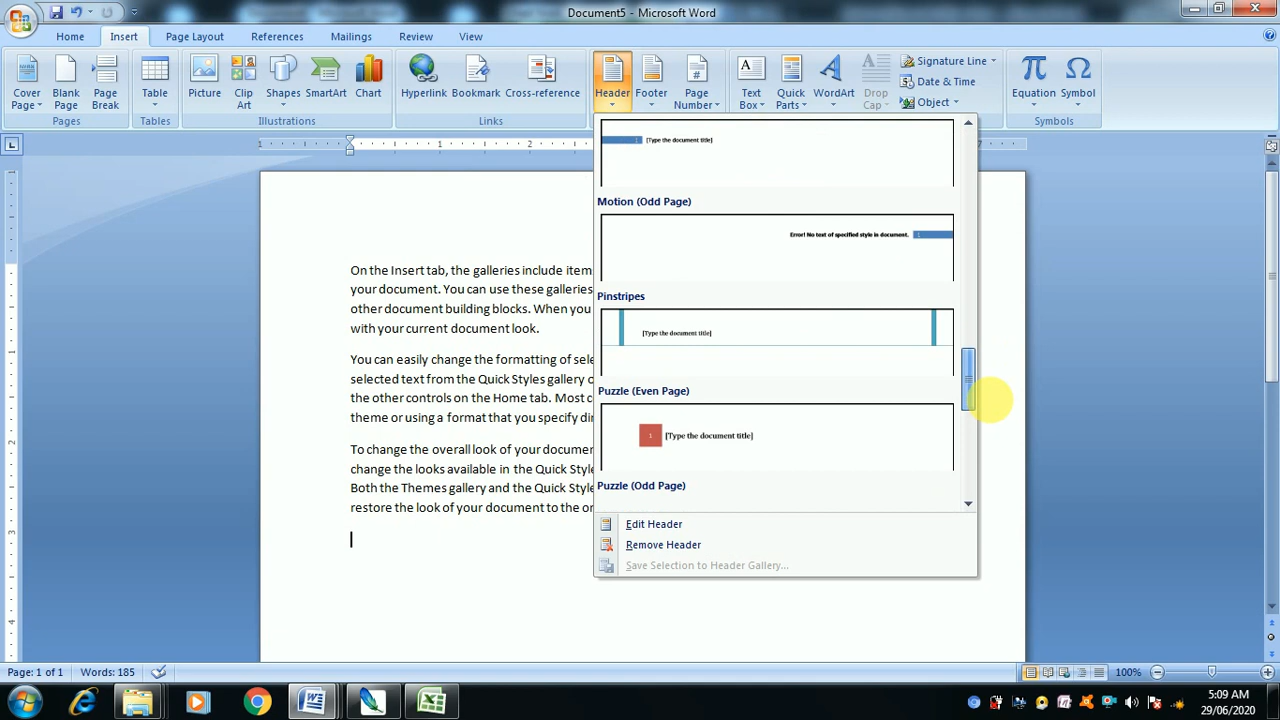 Document5 - Microsoft Word
Home Insert Page Layout References Mailings Review View
Cover Page
Blank Page
Page Break
Table
Picture
Clip Art
Shapes
SmartArt
Chart
Hyperlink
Bookmark
Cross-reference
Header
Footer
Page Number
Text Box
Quick Parts
WordArt
Drop Cap
Signature Line
Date & Time
Object
Equation
Symbol
Pages Tables Illustrations Links Symbols
1 1 2
[Type the document title]
Motion (Odd Page)
Error! No text of specified style in document.
Pinstripes
[Type the document title]
Puzzle (Even Page)
1 [Type the document title]
Puzzle (Odd Page)
Edit Header
Remove Header
Save Selection to Header Gallery...
On the Insert tab, the galleries include item
your document. You can use these galleries
other document building blocks. When you
with your current document look.
You can easily change the formatting of sele
selected text from the Quick Styles gallery o
the other controls on the Home tab. Most c
theme or using a format that you specify di
To change the overall look of your docume
change the looks available in the Quick Style
Both the Themes gallery and the Quick Style
restore the look of your document to the or
Page: 1 of 1 Words: 185
100%
5:09 AM
29/06/2020